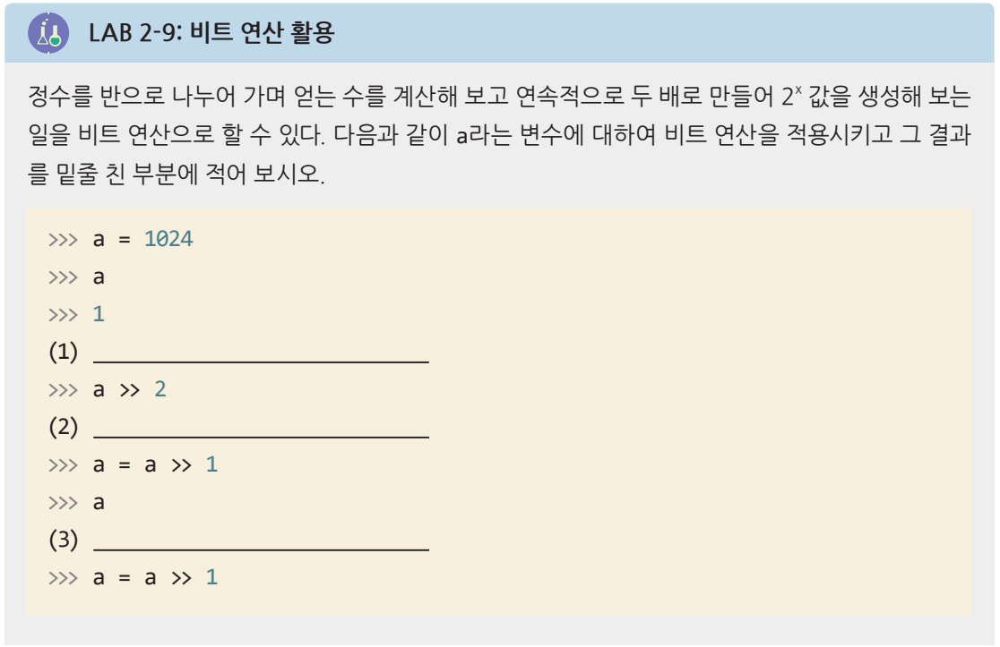 LAB 2-9: 비트 연산 활용
정수를 반으로 나누어 가며 얻는 수를 계산해 보고 연속적으로 두 배로 만들어 2ˣ 값을 생성해 보는
일을 비트 연산으로 할 수 있다. 다음과 같이 a라는 변수에 대하여 비트 연산을 적용시키고 그 결과
를 밑줄 친 부분에 적어 보시오.
>>> a = 1024
>>> a
>>> 1
(1) ____________________
>>> a >> 2
(2) ____________________
>>> a = a >> 1
>>> a
(3) ____________________
>>> a = a >> 1